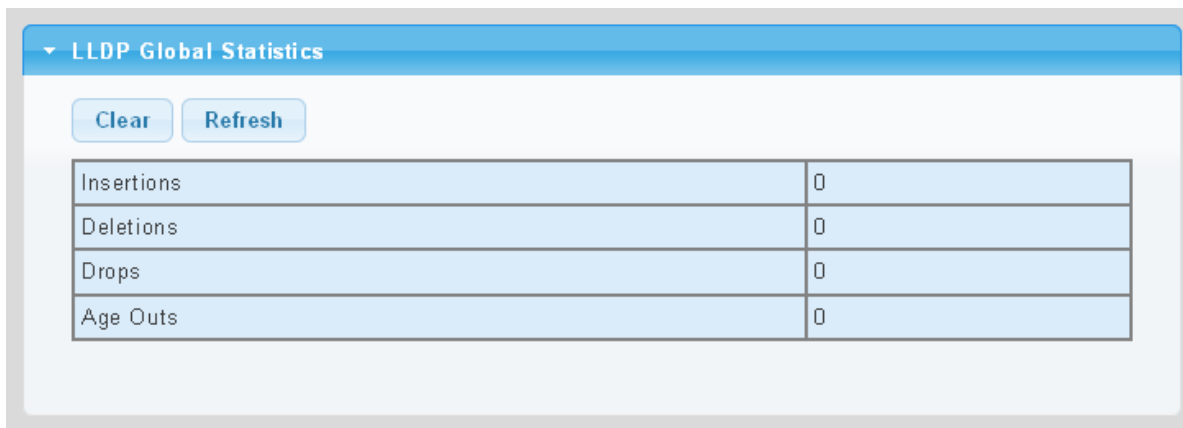 LLDP Global Statistics
Clear Refresh
Insertions 0
Deletions 0
Drops 0
Age Outs 0